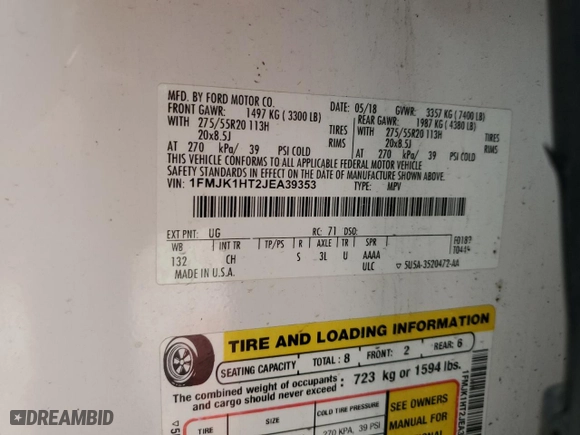 MFD. BY FORD MOTOR CO.
DATE: 05/18 GVWR: 3357 KG (7400 LB)
FRONT GAWR: 1497 KG (3300 LB) REAR GAWR: 1987 KG (4380 LB)
WITH 275/55R20 113H TIRES WITH 275/55R20 113H TIRES
20x8.5J RIMS 20x8.5J RIMS
AT 270 kPa/ 39 PSI COLD AT 270 kPa/ 39 PSI COLD
THIS VEHICLE CONFORMS TO ALL APPLICABLE FEDERAL MOTOR VEHICLE
SAFETY STANDARDS IN EFFECT ON THE DATE OF MANUFACTURE SHOWN ABOVE.
VIN: 1FMJK1HT2JEA39353 TYPE: MPV
EXT PNT: UG RC: 71 DSO:
WB INT TR TP/PS R AXLE TR SPR
132 CH S 3L U AAAA
ULC
MADE IN U.S.A. ▽ 5U5A-3520472-AA
TIRE AND LOADING INFORMATION
SEATING CAPACITY TOTAL: 8 FRONT: 2 REAR: 6
The combined weight of occupants
and cargo should never exceed: 723 kg or 1594 lbs.
TIRE SIZE COLD TIRE PRESSURE
270 KPA, 39 PSI
SEE OWNERS
MANUAL FOR
DREAMBID
DREAMBID